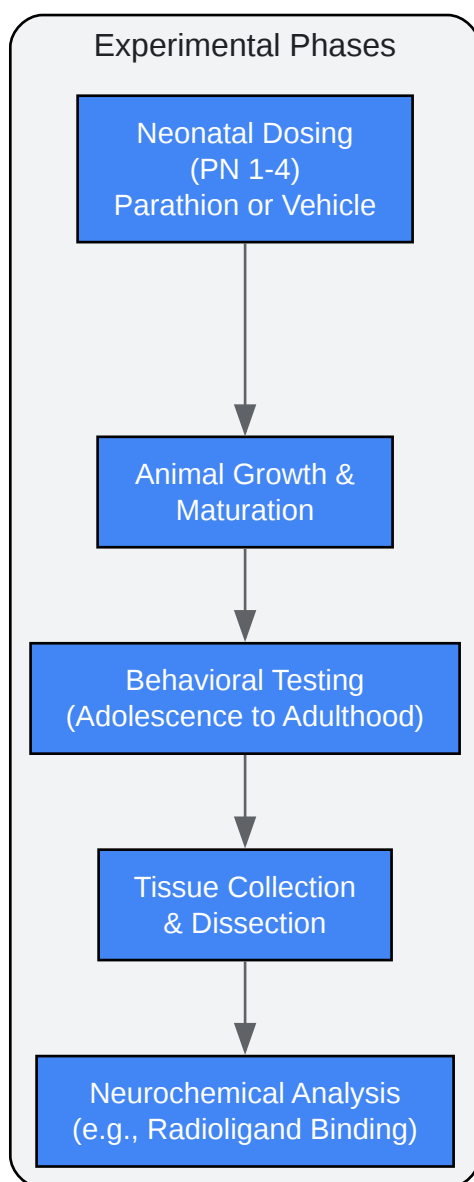 Experimental Phases
Neonatal Dosing
(PN 1-4)
Parathion or Vehicle
Animal Growth &
Maturation
Behavioral Testing
(Adolescence to Adulthood)
Tissue Collection
& Dissection
Neurochemical Analysis
(e.g., Radioligand Binding)